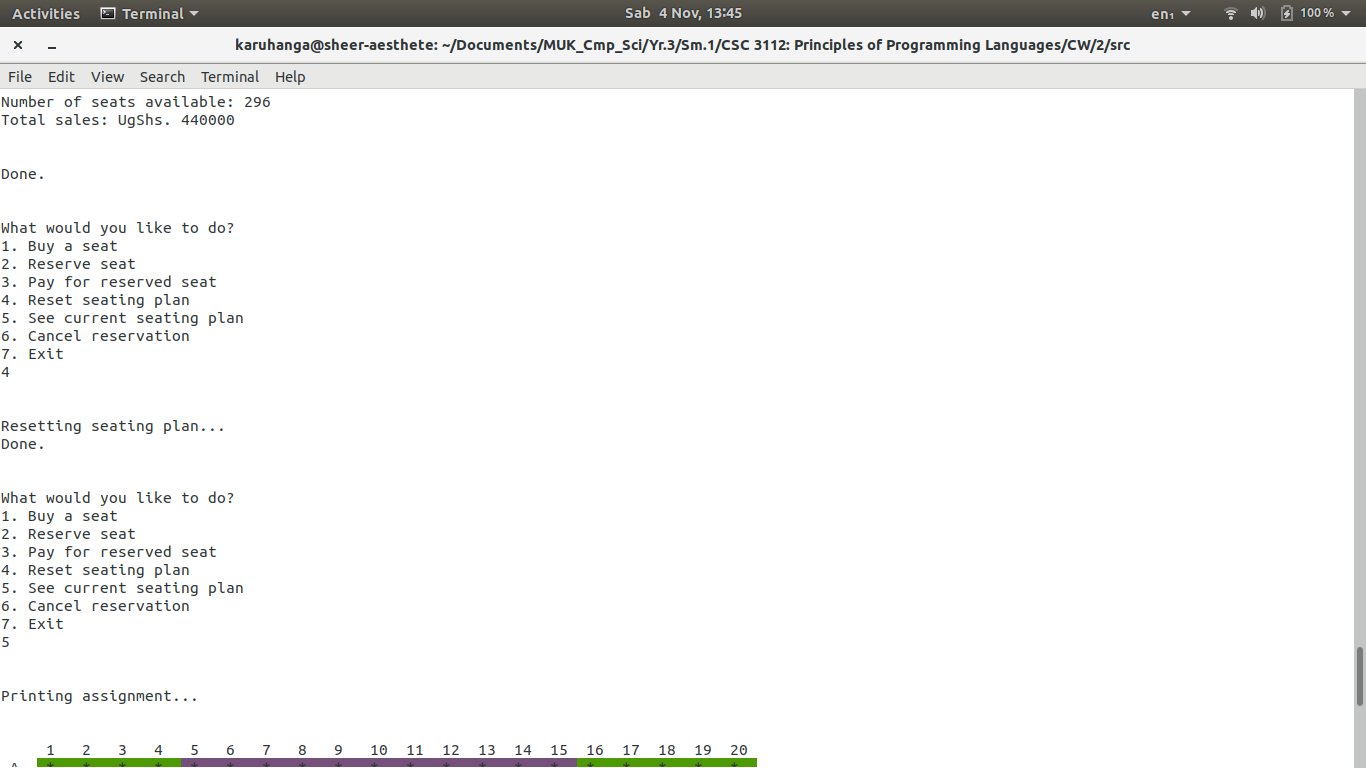 Activities Terminal Sab 4 Nov, 13:45 en₁ 100%
karuhanga@sheer-aesthete: ~/Documents/MUK_Cmp_Sci/Yr.3/Sm.1/CSC 3112: Principles of Programming Languages/CW/2/src
File Edit View Search Terminal Help
Number of seats available: 296
Total sales: UgShs. 440000
Done.
What would you like to do?
1. Buy a seat
2. Reserve seat
3. Pay for reserved seat
4. Reset seating plan
5. See current seating plan
6. Cancel reservation
7. Exit
4
Resetting seating plan...
Done.
What would you like to do?
1. Buy a seat
2. Reserve seat
3. Pay for reserved seat
4. Reset seating plan
5. See current seating plan
6. Cancel reservation
7. Exit
5
Printing assignment...
1 2 3 4 5 6 7 8 9 10 11 12 13 14 15 16 17 18 19 20